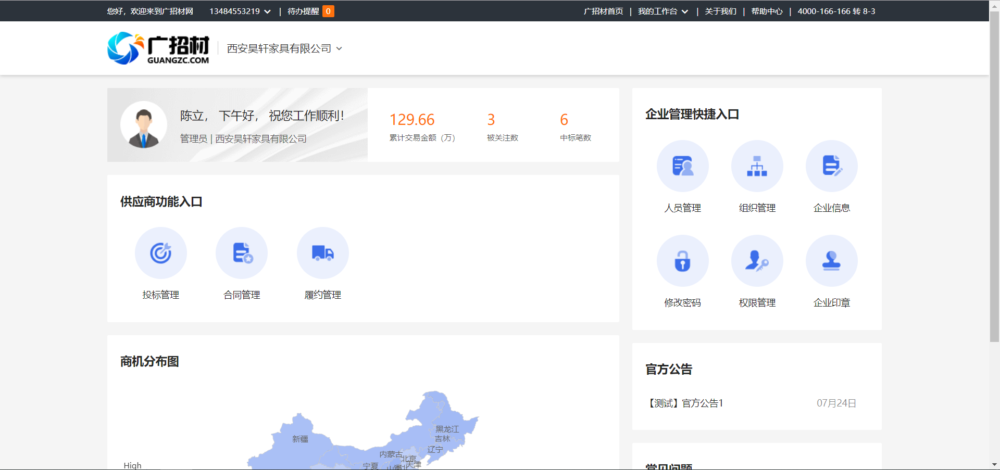 您好，欢迎来到广招材网 13484553219 | 待办提醒 0
广招材首页 | 我的工作台 | 关于我们 | 帮助中心 | 4000-166-166 转 8-3
广招材
GUANGZC.COM
西安昊轩家具有限公司
陈立， 下午好， 祝您工作顺利！
管理员 | 西安昊轩家具有限公司
129.66 3 6
累计交易金额（万） 被关注数 中标笔数
供应商功能入口
投标管理 合同管理 履约管理
商机分布图
黑龙江
新疆 吉林
辽宁
内蒙古
北京
天津
宁夏
High
企业管理快捷入口
人员管理 组织管理 企业信息
修改密码 权限管理 企业印章
官方公告
【测试】官方公告1 07月24日
常见问题